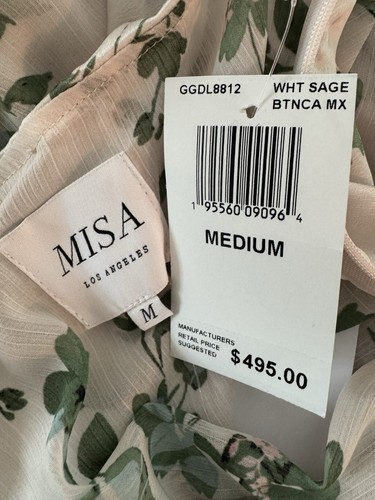 GGDL8812 WHT SAGE
BTNCA MX
1 95560 09096 4
MEDIUM
MANUFACTURERS
RETAIL PRICE
SUGGESTED $495.00
MISA
LOS ANGELES
M